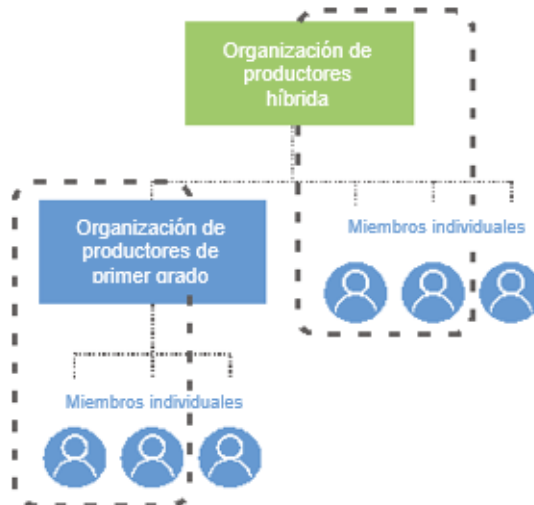 Organización de
productores
híbrida
Miembros individuales
Organización de
productores de
primer grado
Miembros individuales